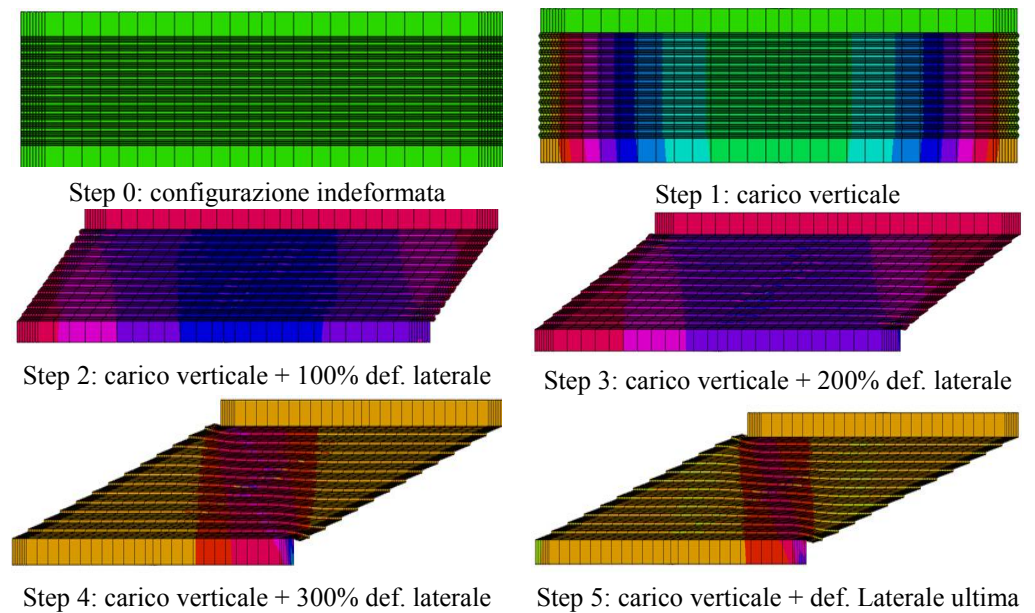 Step 0: configurazione indeformata
Step 1: carico verticale
Step 2: carico verticale + 100% def. laterale
Step 3: carico verticale + 200% def. laterale
Step 4: carico verticale + 300% def. laterale
Step 5: carico verticale + def. Laterale ultima